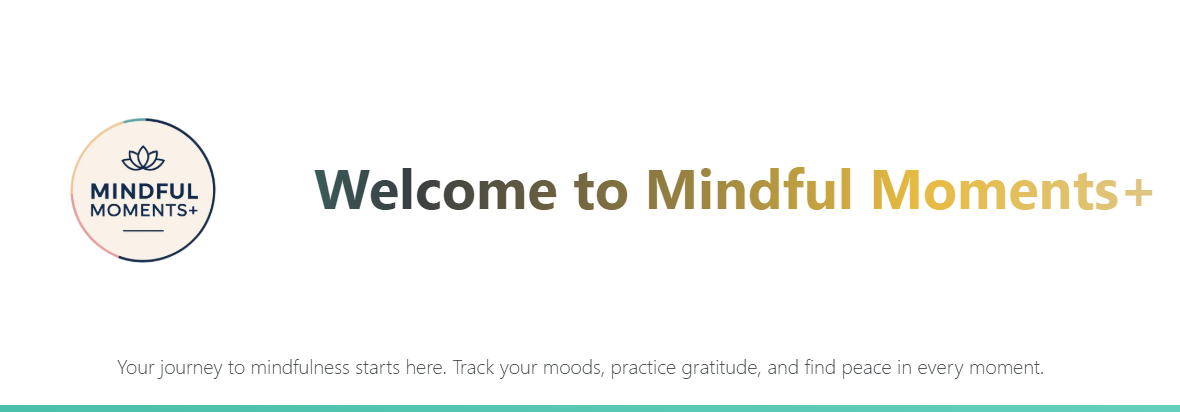 MINDFUL
MOMENTS+
Welcome to Mindful Moments+
Your journey to mindfulness starts here. Track your moods, practice gratitude, and find peace in every moment.